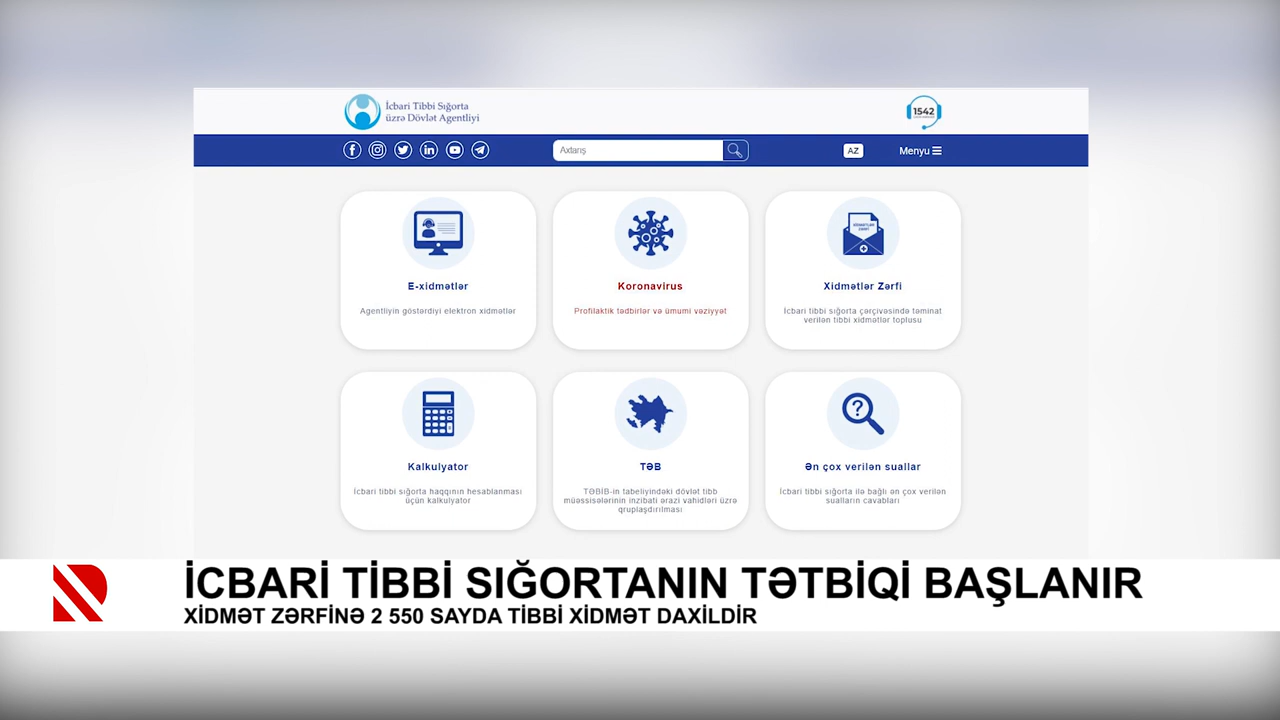 İcbari Tibbi Sığorta
üzrə Dövlət Agentliyi
1542
Axtarış
AZ
Menyu
E-xidmətlər
Agentliyin göstərdiyi elektron xidmətlər
Koronavirus
Profilaktik tədbirlər və ümumi vəziyyət
Xidmətlər Zərfi
İcbari tibbi sığorta çərçivəsində təminat
verilən tibbi xidmətlər toplusu
Kalkulyator
İcbari tibbi sığorta haqqının hesablanması
üçün kalkulyator
TƏB
TƏBİB-in tabeliyindəki dövlət tibb
müəssisələrinin inzibati ərazi vahidləri üzrə
qruplaşdırılması
Ən çox verilən suallar
İcbari tibbi sığorta ilə bağlı ən çox verilən
sualların cavabları
İCBARİ TİBBİ SIĞORTANIN TƏTBİQİ BAŞLANIR
XİDMƏT ZƏRFİNƏ 2 550 SAYDA TİBBİ XİDMƏT DAXİLDİR